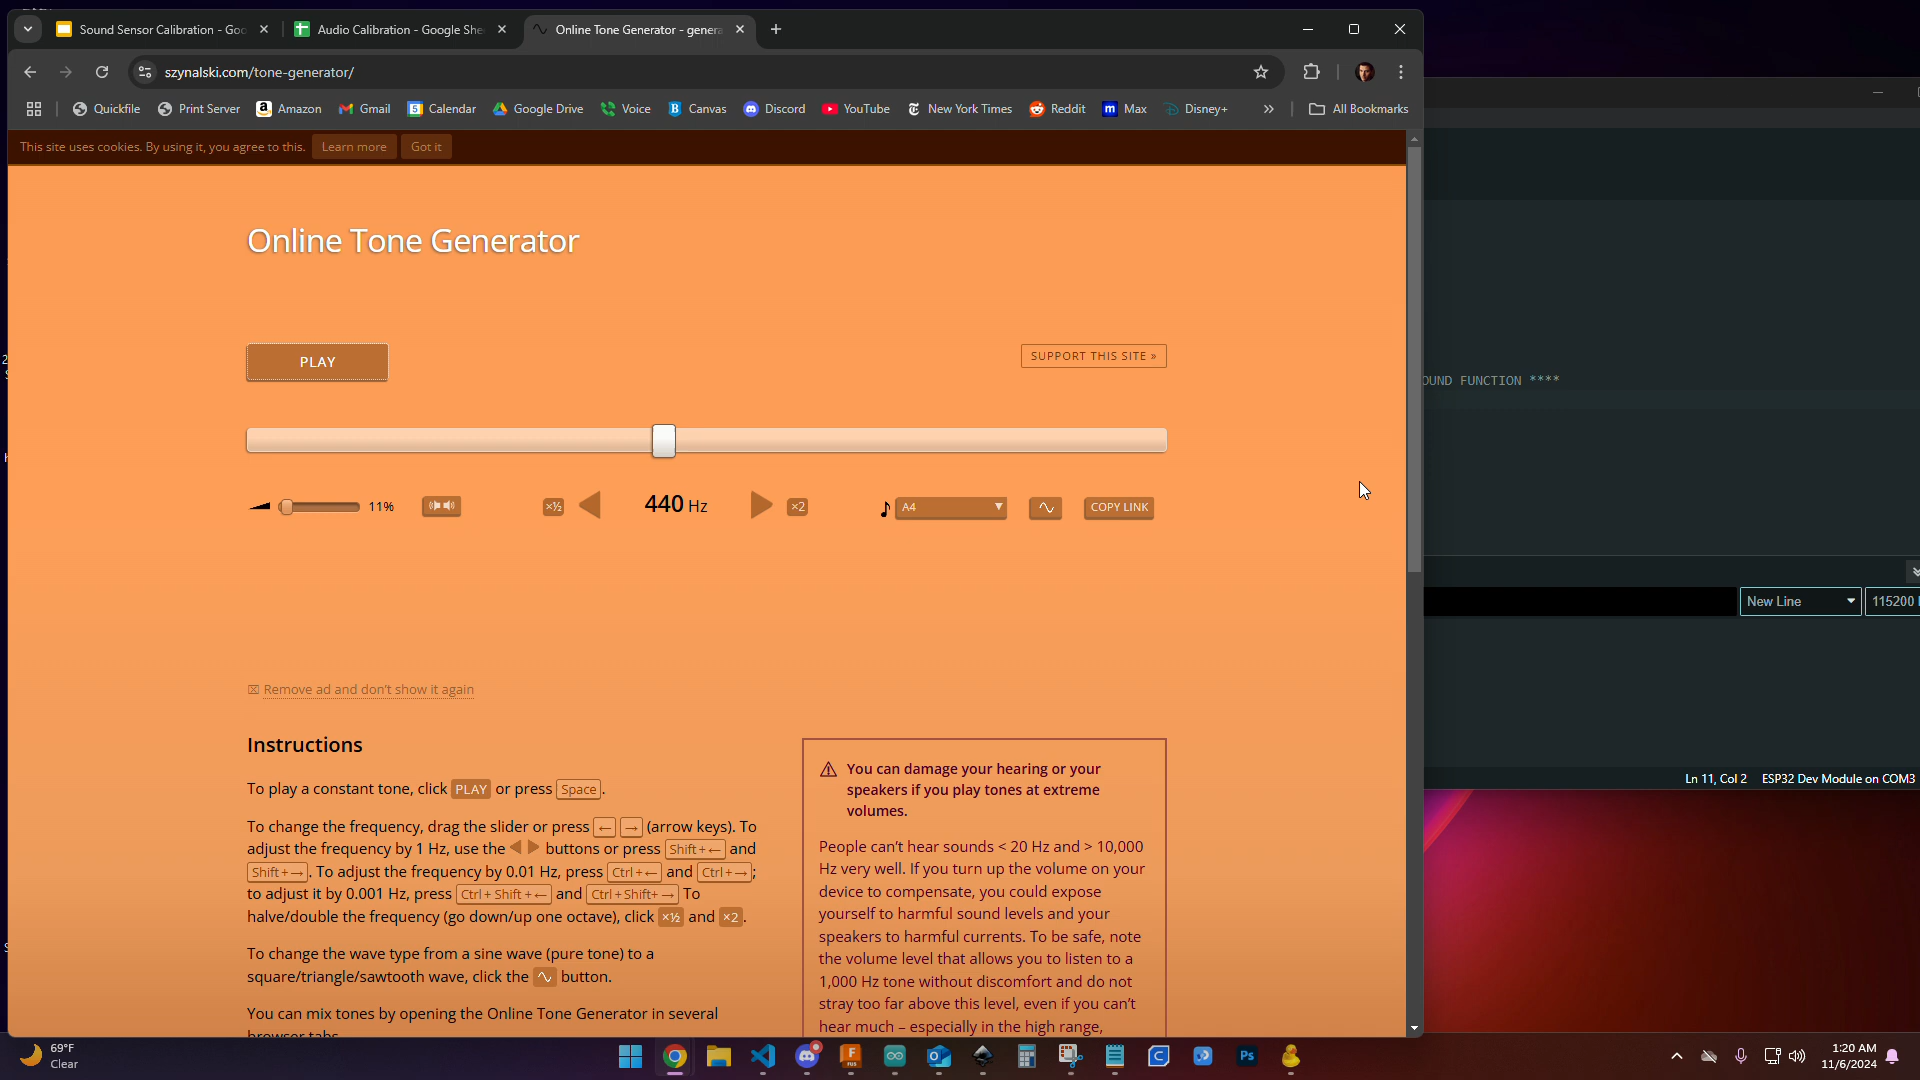 Sound Sensor Calibration - Goo
Audio Calibration - Google She
Online Tone Generator - genera
szynalski.com/tone-generator/
Quickfile
Print Server
Amazon
Gmail
Calendar
Google Drive
Voice
Canvas
Discord
YouTube
New York Times
Reddit
Max
Disney+
All Bookmarks
This site uses cookies. By using it, you agree to this. Learn more Got it
Online Tone Generator
PLAY
SUPPORT THIS SITE »
11%
×½
440 Hz
×2
A4
COPY LINK
Remove ad and don't show it again
Instructions
To play a constant tone, click PLAY or press Space.
To change the frequency, drag the slider or press ← → (arrow keys). To
adjust the frequency by 1 Hz, use the ◀ ▶ buttons or press Shift+← and
Shift+→. To adjust the frequency by 0.01 Hz, press Ctrl+← and Ctrl+→;
to adjust it by 0.001 Hz, press Ctrl+Shift+← and Ctrl+Shift+→ To
halve/double the frequency (go down/up one octave), click ×½ and ×2.
To change the wave type from a sine wave (pure tone) to a
square/triangle/sawtooth wave, click the button.
You can mix tones by opening the Online Tone Generator in several
browser tabs.
You can damage your hearing or your
speakers if you play tones at extreme
volumes.
People can't hear sounds < 20 Hz and > 10,000
Hz very well. If you turn up the volume on your
device to compensate, you could expose
yourself to harmful sound levels and your
speakers to harmful currents. To be safe, note
the volume level that allows you to listen to a
1,000 Hz tone without discomfort and do not
stray too far above this level, even if you can't
hear much – especially in the high range,
OUND FUNCTION ****
New Line
115200
Ln 11, Col 2
ESP32 Dev Module on COM3
69°F
Clear
1:20 AM
11/6/2024